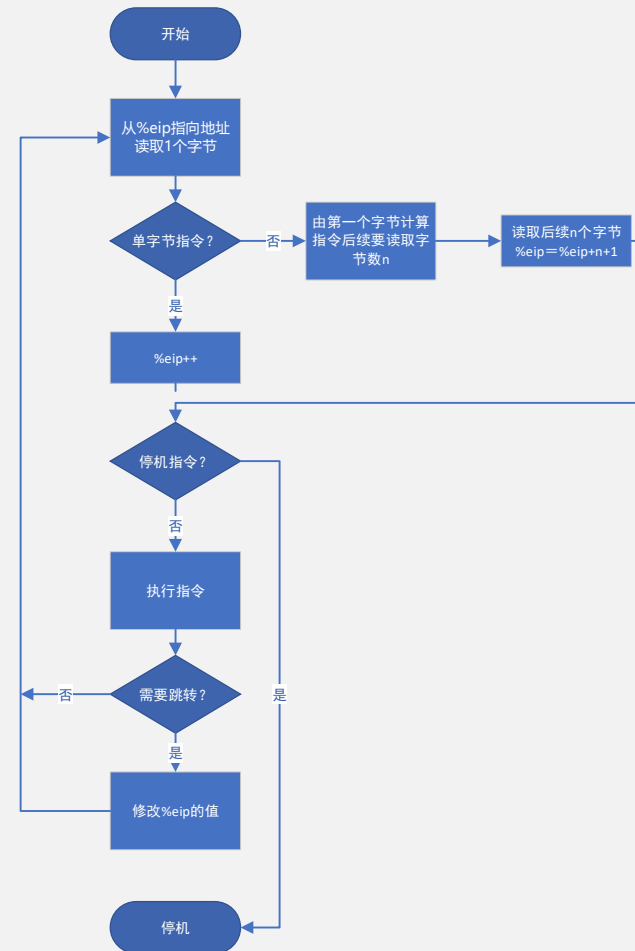 开始
从%eip指向地址
读取1个字节
单字节指令？
否
由第一个字节计算
指令后续要读取字
节数n
读取后续n个字节
%eip＝%eip+n+1
是
%eip++
停机指令？
否
执行指令
需要跳转？
否
是
是
修改%eip的值
停机